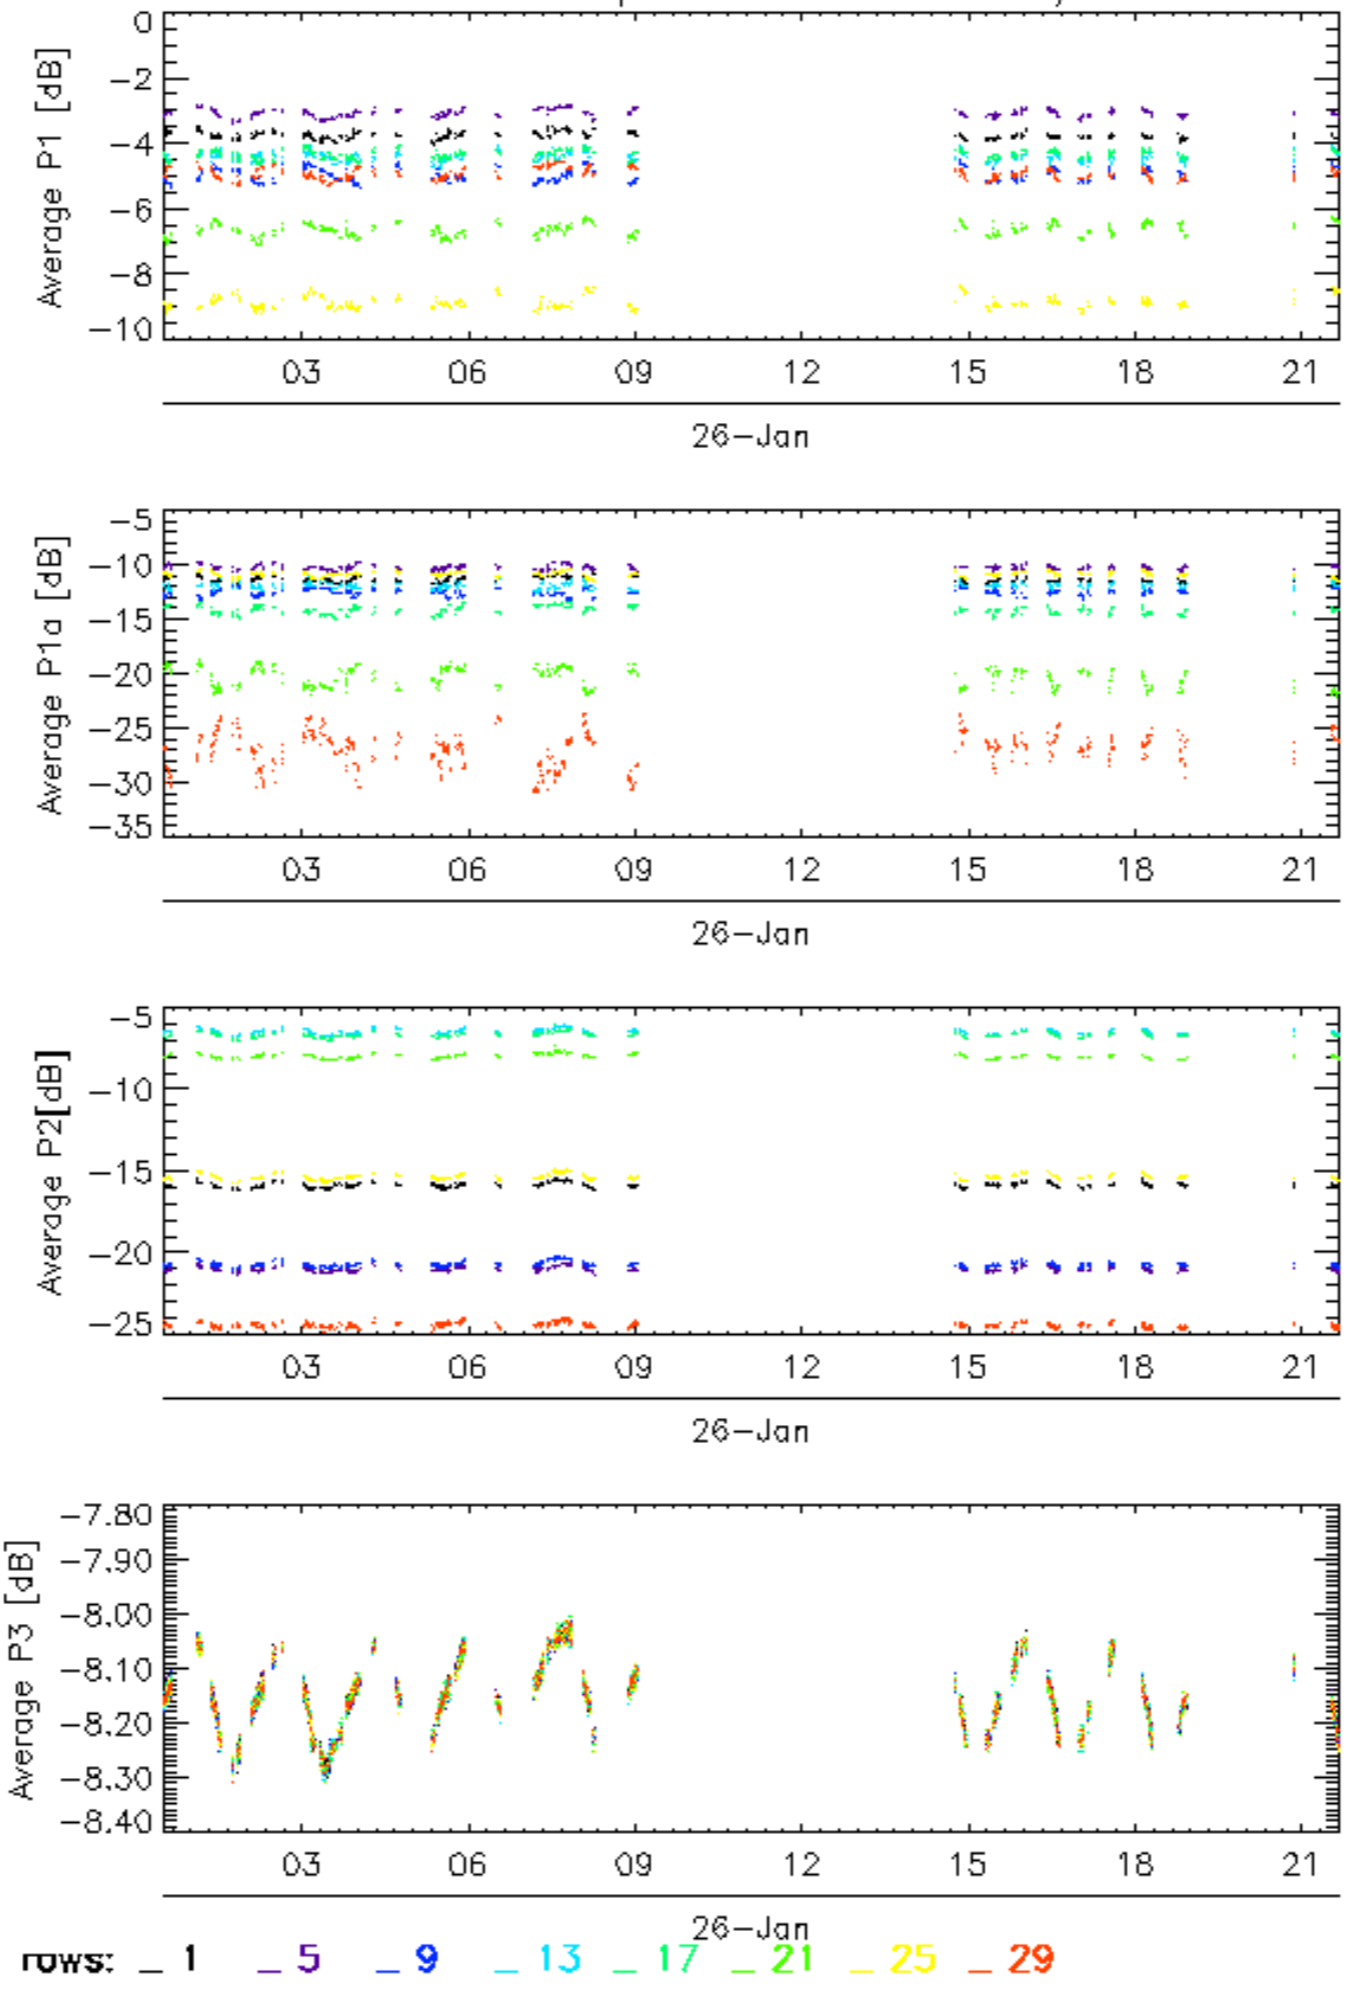 Average P1 [dB]
0
−2
−4
−6
−8
−10
03 06 09 12 15 18 21
26−Jan
Average P1a [dB]
−5
−10
−15
−20
−25
−30
−35
03 06 09 12 15 18 21
26−Jan
Average P2[dB]
−5
−10
−15
−20
−25
03 06 09 12 15 18 21
26−Jan
Average P3 [dB]
−7.80
−7.90
−8.00
−8.10
−8.20
−8.30
−8.40
03 06 09 12 15 18 21
26−Jan
rows: _ 1 _ 5 _ 9 _ 13 _ 17 _ 21 _ 25 _ 29